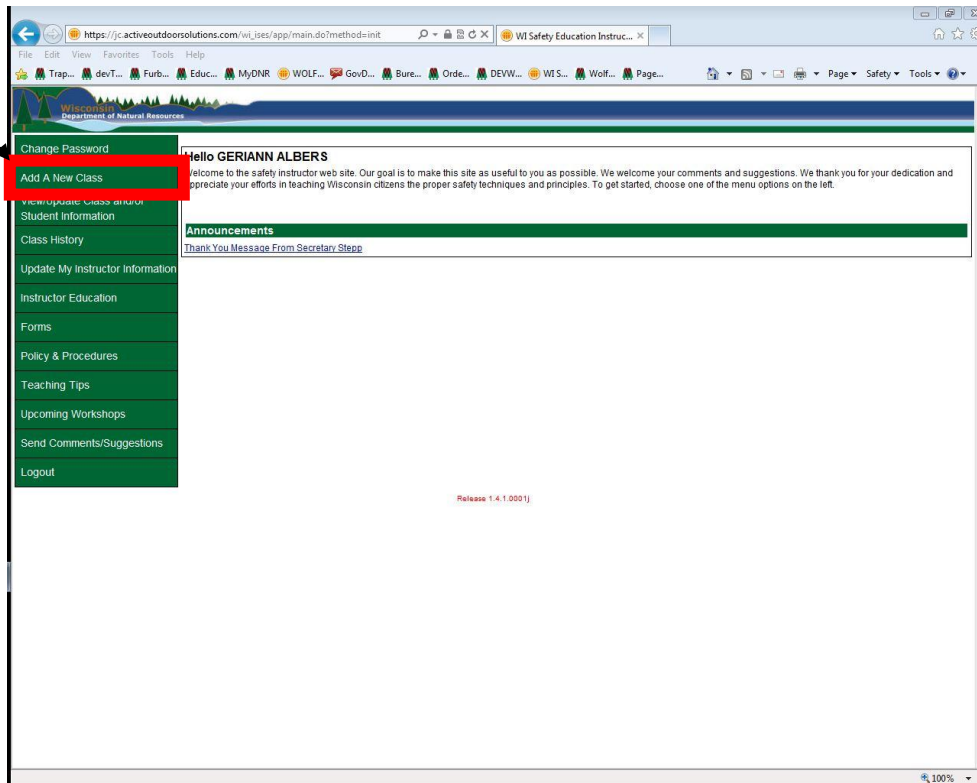 https://jc.activeoutdoorsolutions.com/wi_ises/app/main.do?method=init
WI Safety Education Instruc...
File Edit View Favorites Tools Help
Trap... devT... Furb... Educ... MyDNR WOLF... GovD... Bure... Orde... DEVW... WI S... Wolf... Page... Page Safety Tools
Wisconsin
Department of Natural Resources
Change Password
Add A New Class
View/Update Class and/or
Student Information
Class History
Update My Instructor Information
Instructor Education
Forms
Policy & Procedures
Teaching Tips
Upcoming Workshops
Send Comments/Suggestions
Logout
Hello GERIANN ALBERS
Welcome to the safety instructor web site. Our goal is to make this site as useful to you as possible. We welcome your comments and suggestions. We thank you for your dedication and
appreciate your efforts in teaching Wisconsin citizens the proper safety techniques and principles. To get started, choose one of the menu options on the left.
Announcements
Thank You Message From Secretary Stepp
Release 1.4.1.0001j
100%